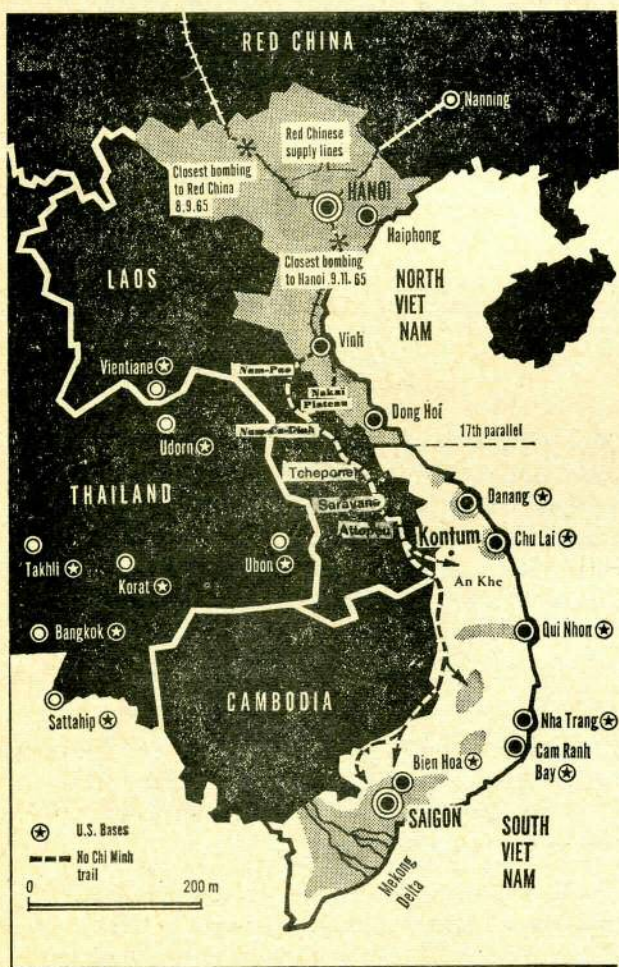 RED CHINA
Nanning
Red Chinese
supply lines
Closest bombing
to Red China
8.9.65
HANOI
Haiphong
Closest bombing
to Hanoi .9.11. 65
LAOS
NORTH
VIET
NAM
Vinh
Vientiane
Nam-Pao
Nakai
Plateau
Dong Hoi
Nam-Ca-Dinh
17th parallel
Udorn
Tchepone
THAILAND
Saravane
Danang
Attopeu
Kontum
Chu Lai
Takhli
Korat
Ubon
An Khe
Bangkok
Qui Nhon
CAMBODIA
Sattahip
Nha Trang
Bien Hoa
Cam Ranh
Bay
SAIGON
U.S. Bases
Ho Chi Minh
trail
SOUTH
VIET
NAM
0 200 m
Mekong
Delta